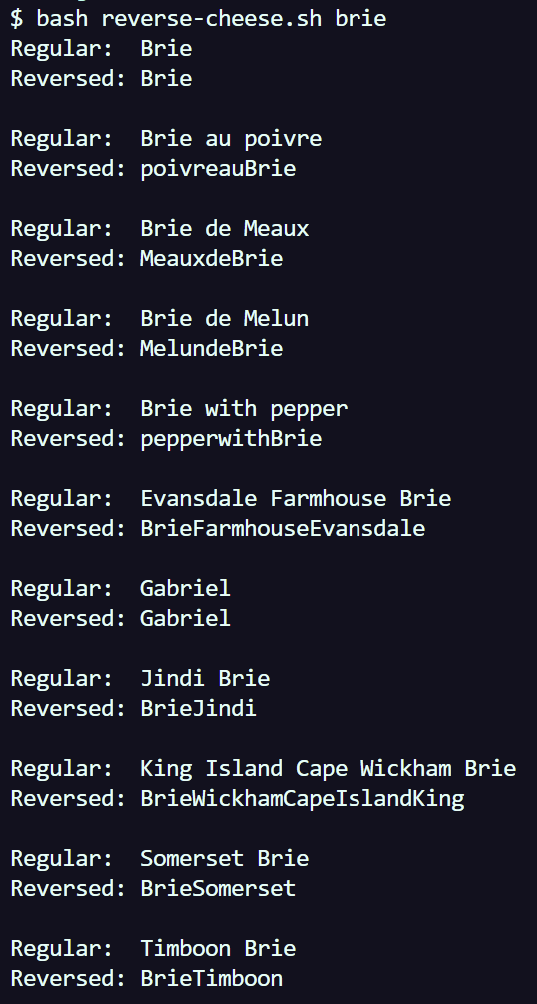 $ bash reverse-cheese.sh brie
Regular:  Brie
Reversed: Brie

Regular:  Brie au poivre
Reversed: poivreauBrie

Regular:  Brie de Meaux
Reversed: MeauxdeBrie

Regular:  Brie de Melun
Reversed: MelundeBrie

Regular:  Brie with pepper
Reversed: pepperwithBrie

Regular:  Evansdale Farmhouse Brie
Reversed: BrieFarmhouseEvansdale

Regular:  Gabriel
Reversed: Gabriel

Regular:  Jindi Brie
Reversed: BrieJindi

Regular:  King Island Cape Wickham Brie
Reversed: BrieWickhamCapeIslandKing

Regular:  Somerset Brie
Reversed: BrieSomerset

Regular:  Timboon Brie
Reversed: BrieTimboon